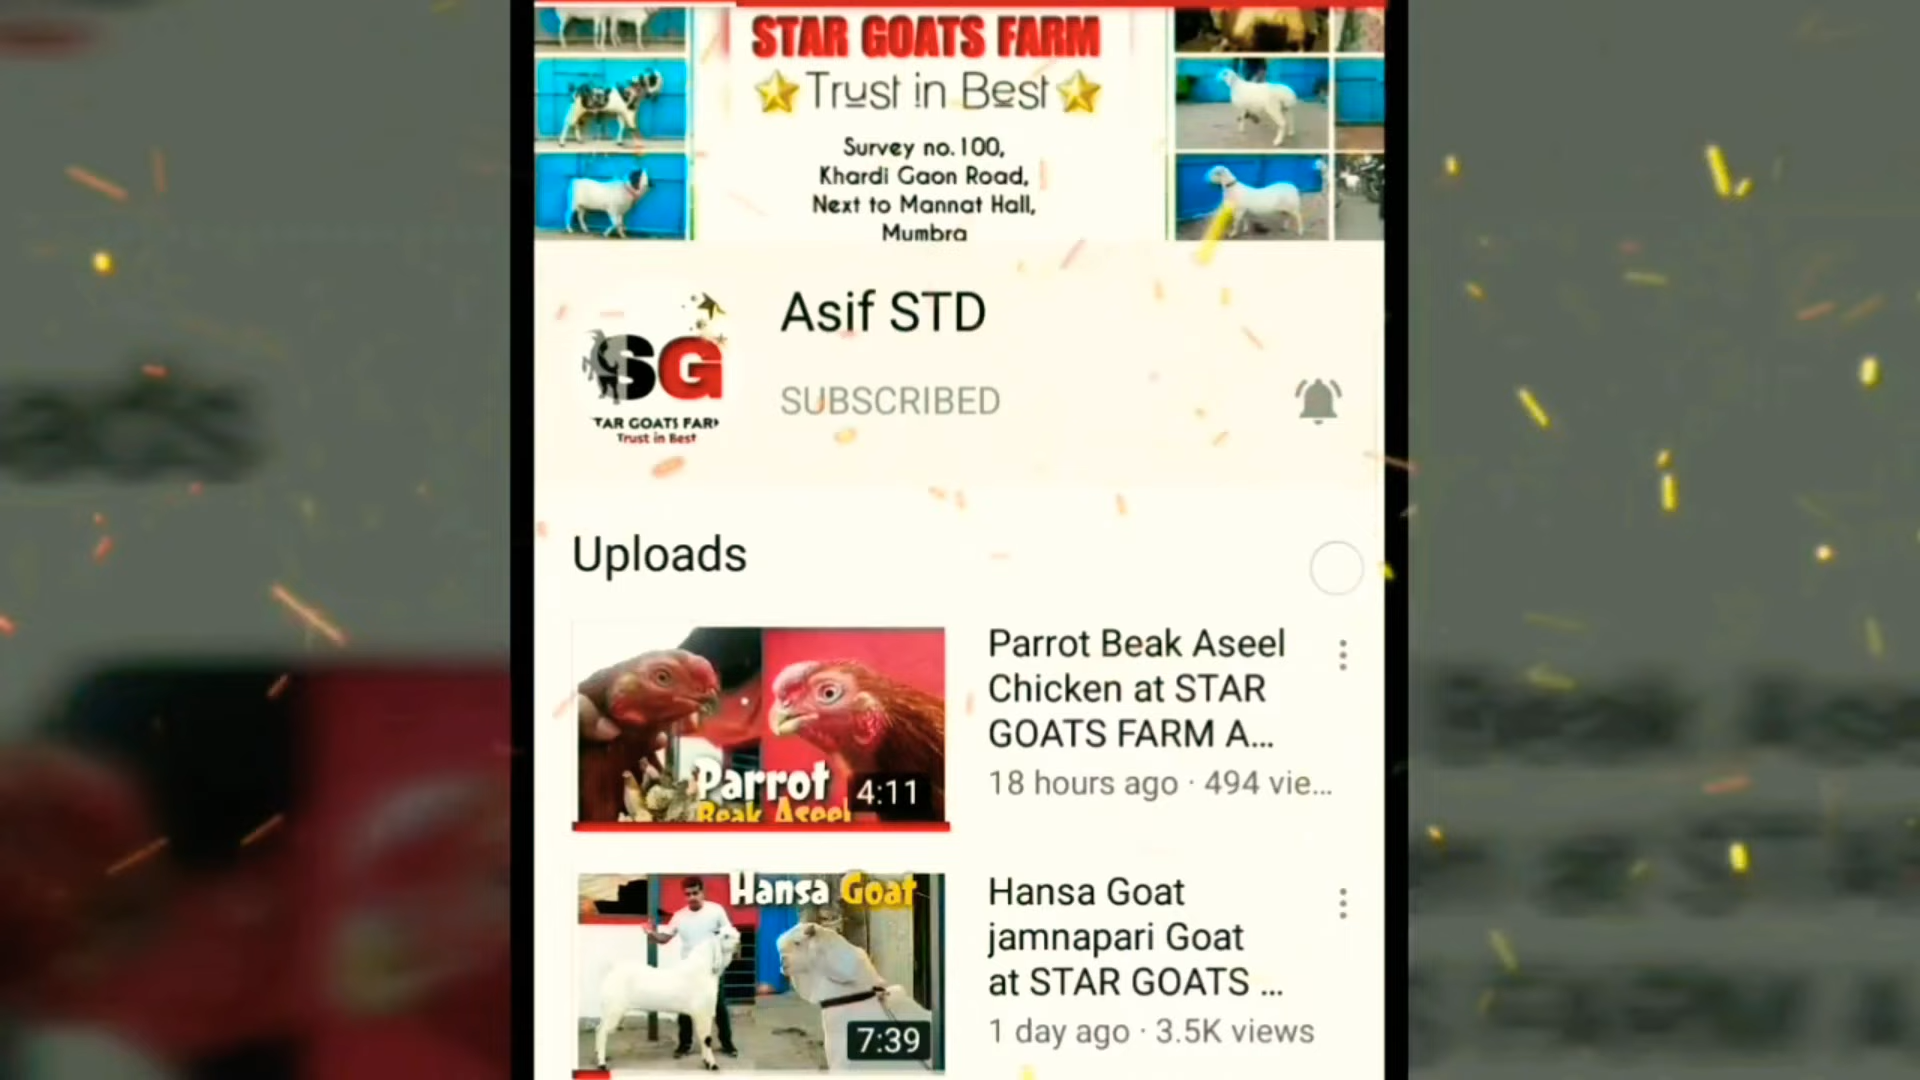 STAR GOATS FARM
Trust in Best
Survey no.100,
Khardi Gaon Road,
Next to Mannat Hall,
Mumbra
Asif STD
SUBSCRIBED
SG
TAR GOATS FAR
Trust in Best
Uploads
Parrot
Beak Aseel
4:11
Parrot Beak Aseel
Chicken at STAR
GOATS FARM A...
18 hours ago · 494 vie...
Hansa Goat
7:39
Hansa Goat
jamnapari Goat
at STAR GOATS ...
1 day ago · 3.5K views